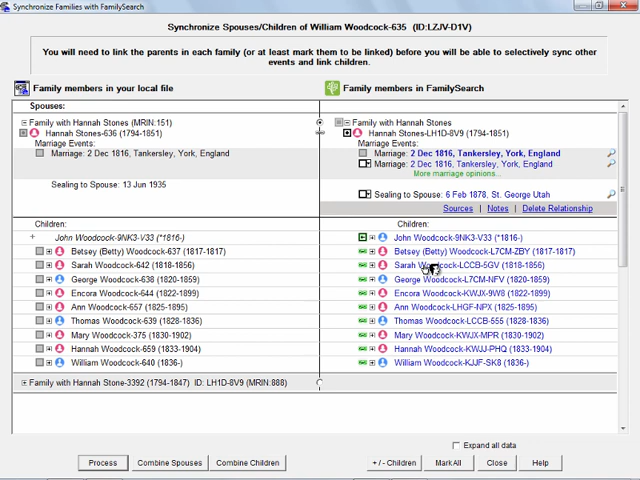 Synchronize Families with FamilySearch
Synchronize Spouses/Children of William Woodcock-635 (ID:LZJV-D1V)
You will need to link the parents in each family (or at least mark them to be linked) before you will be able to selectively sync other
events and link children.
Family members in your local file
Family members in FamilySearch
Spouses:
Family with Hannah Stones (MRIN:151)
Family with Hannah Stones
Hannah Stones-636 (1794-1851)
Hannah Stones-LH1D-8V9 (1794-1851)
Marriage Events:
Marriage Events:
Marriage: 2 Dec 1816, Tankersley, York, England
Marriage: 2 Dec 1816, Tankersley, York, England
Marriage: 2 Dec 1816, Tankersley, York, England
More marriage opinions...
Sealing to Spouse: 13 Jun 1935
Sealing to Spouse: 6 Feb 1878, St. George Utah
Sources | Notes | Delete Relationship
Children:
Children:
John Woodcock-9NK3-V33 (*1816-)
John Woodcock-9NK3-V33 (*1816-)
Betsey (Betty) Woodcock-637 (1817-1817)
Betsey (Betty) Woodcock-L7CM-ZBY (1817-1817)
Sarah Woodcock-642 (1818-1856)
Sarah Woodcock-LCCB-5GV (1818-1856)
George Woodcock-638 (1820-1859)
George Woodcock-L7CM-NFV (1820-1859)
Encora Woodcock-644 (1822-1899)
Encora Woodcock-KWJX-9W8 (1822-1899)
Ann Woodcock-657 (1825-1895)
Ann Woodcock-LHGF-NPX (1825-1895)
Thomas Woodcock-639 (1828-1836)
Thomas Woodcock-LCCB-555 (1828-1836)
Mary Woodcock-375 (1830-1902)
Mary Woodcock-KWJX-MPR (1830-1902)
Hannah Woodcock-659 (1833-1904)
Hannah Woodcock-KWJJ-PHQ (1833-1904)
William Woodcock-640 (1836-)
William Woodcock-KJJF-SK8 (1836-)
Family with Hannah Stone-3392 (1794-1847) ID: LH1D-8V9 (MRIN:888)
Expand all data
Process
Combine Spouses
Combine Children
+ / - Children
Mark All
Close
Help